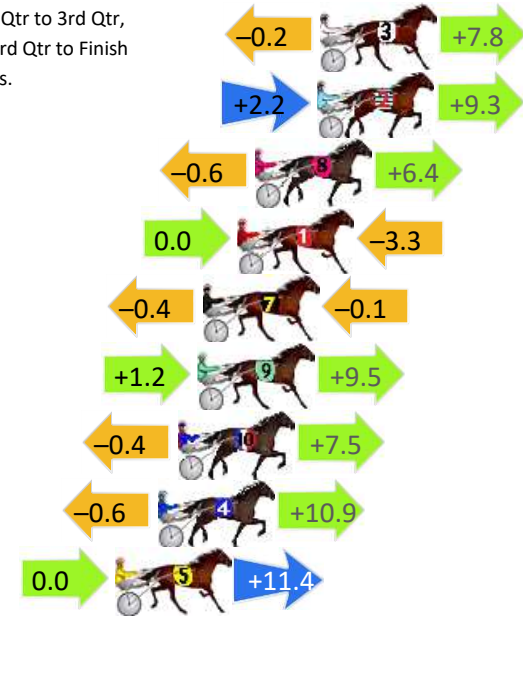 Qtr to 3rd Qtr,
rd Qtr to Finish
s.
–0.2 3 +7.8
+2.2 +9.3
–0.6 8 +6.4
0.0 1 –3.3
–0.4 7 –0.1
+1.2 9 +9.5
–0.4 10 +7.5
–0.6 4 +10.9
0.0 5 +11.4